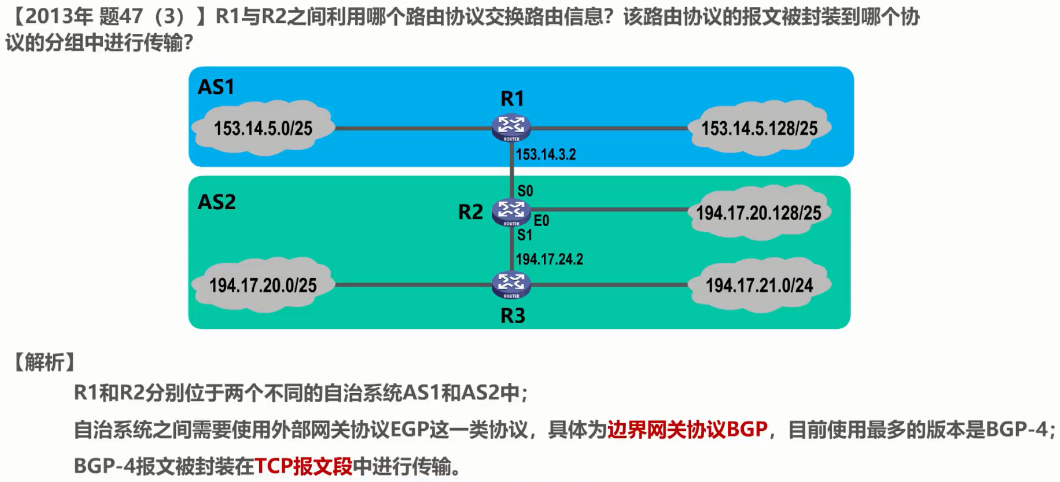 【2013年 题47（3）】R1与R2之间利用哪个路由协议交换路由信息？该路由协议的报文被封装到哪个协
议的分组中进行传输？
AS1
R1
153.14.5.0/25
153.14.5.128/25
ROUTER
153.14.3.2
AS2
S0
R2
194.17.20.128/25
ROUTER
E0
S1
194.17.24.2
194.17.20.0/25
194.17.21.0/24
ROUTER
R3
【解析】
R1和R2分别位于两个不同的自治系统AS1和AS2中；
自治系统之间需要使用外部网关协议EGP这一类协议，具体为边界网关协议BGP，目前使用最多的版本是BGP-4；
BGP-4报文被封装在TCP报文段中进行传输。